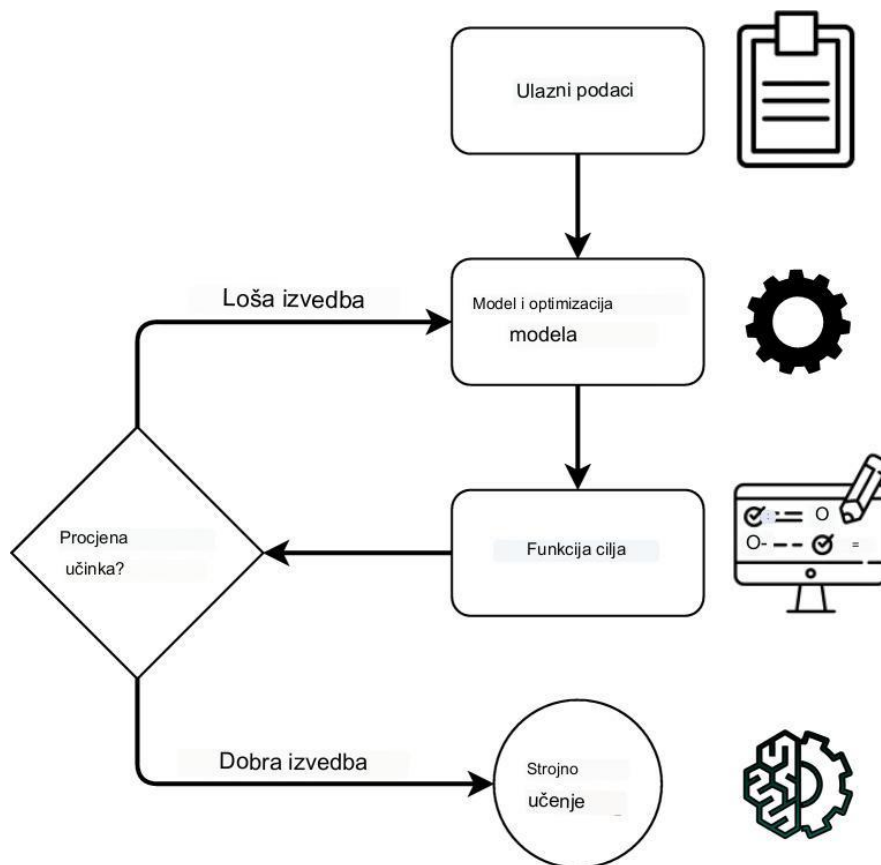 Ulazni podaci
Loša izvedba
Model i optimizacija
modela
Procjena
učinka?
Funkcija cilja
Dobra izvedba
Strojno
učenje